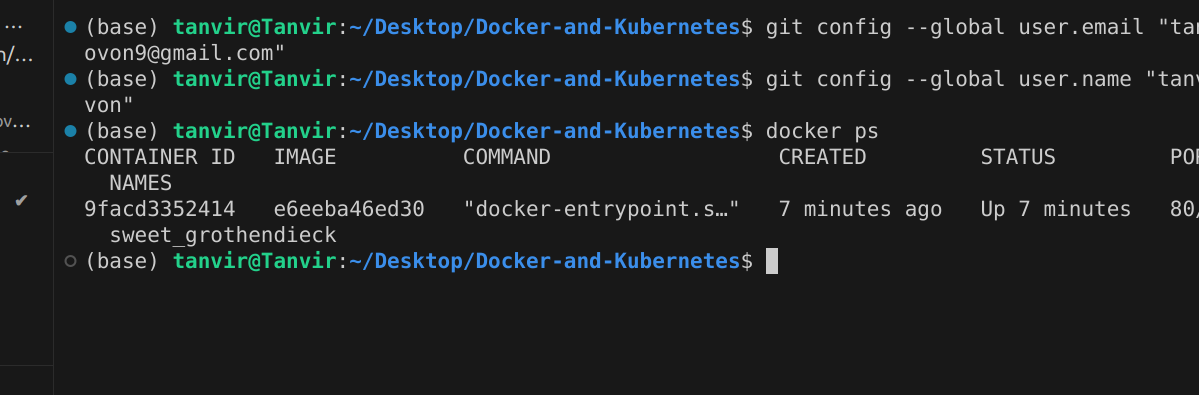 ...
(base) tanvir@Tanvir:~/Desktop/Docker-and-Kubernetes$ git config --global user.email "tan
n/...
ovon9@gmail.com"
(base) tanvir@Tanvir:~/Desktop/Docker-and-Kubernetes$ git config --global user.name "tanv
von"
ov...
(base) tanvir@Tanvir:~/Desktop/Docker-and-Kubernetes$ docker ps
CONTAINER ID   IMAGE          COMMAND                  CREATED         STATUS         POR
NAMES
9facd3352414   e6eeba46ed30   "docker-entrypoint.s…"   7 minutes ago   Up 7 minutes   80/
sweet_grothendieck
(base) tanvir@Tanvir:~/Desktop/Docker-and-Kubernetes$